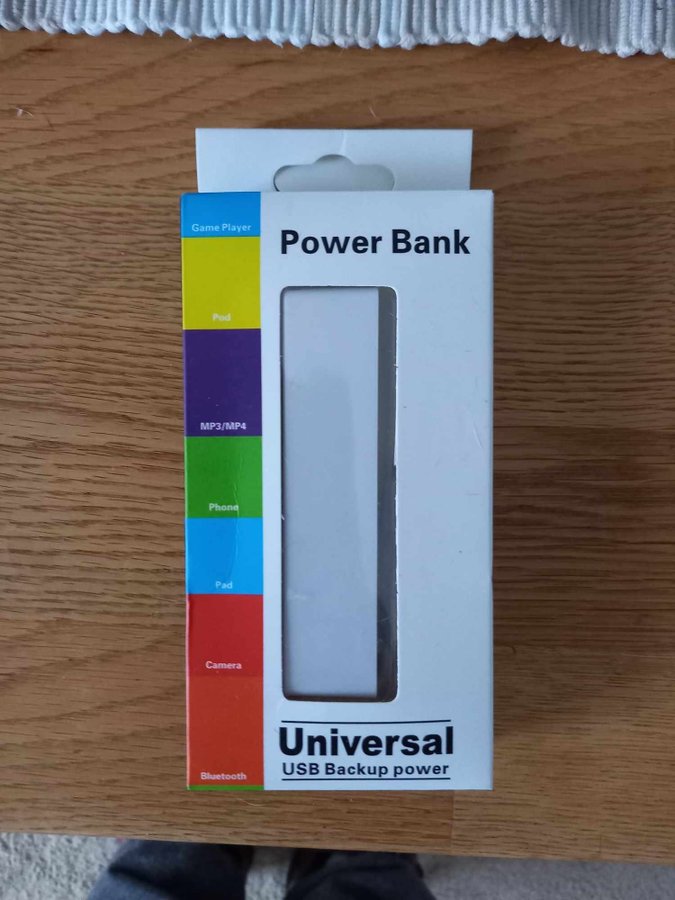 Game Player
Power Bank
Pod
MP3/MP4
Phone
Pad
Camera
Universal
USB Backup power
Bluetooth